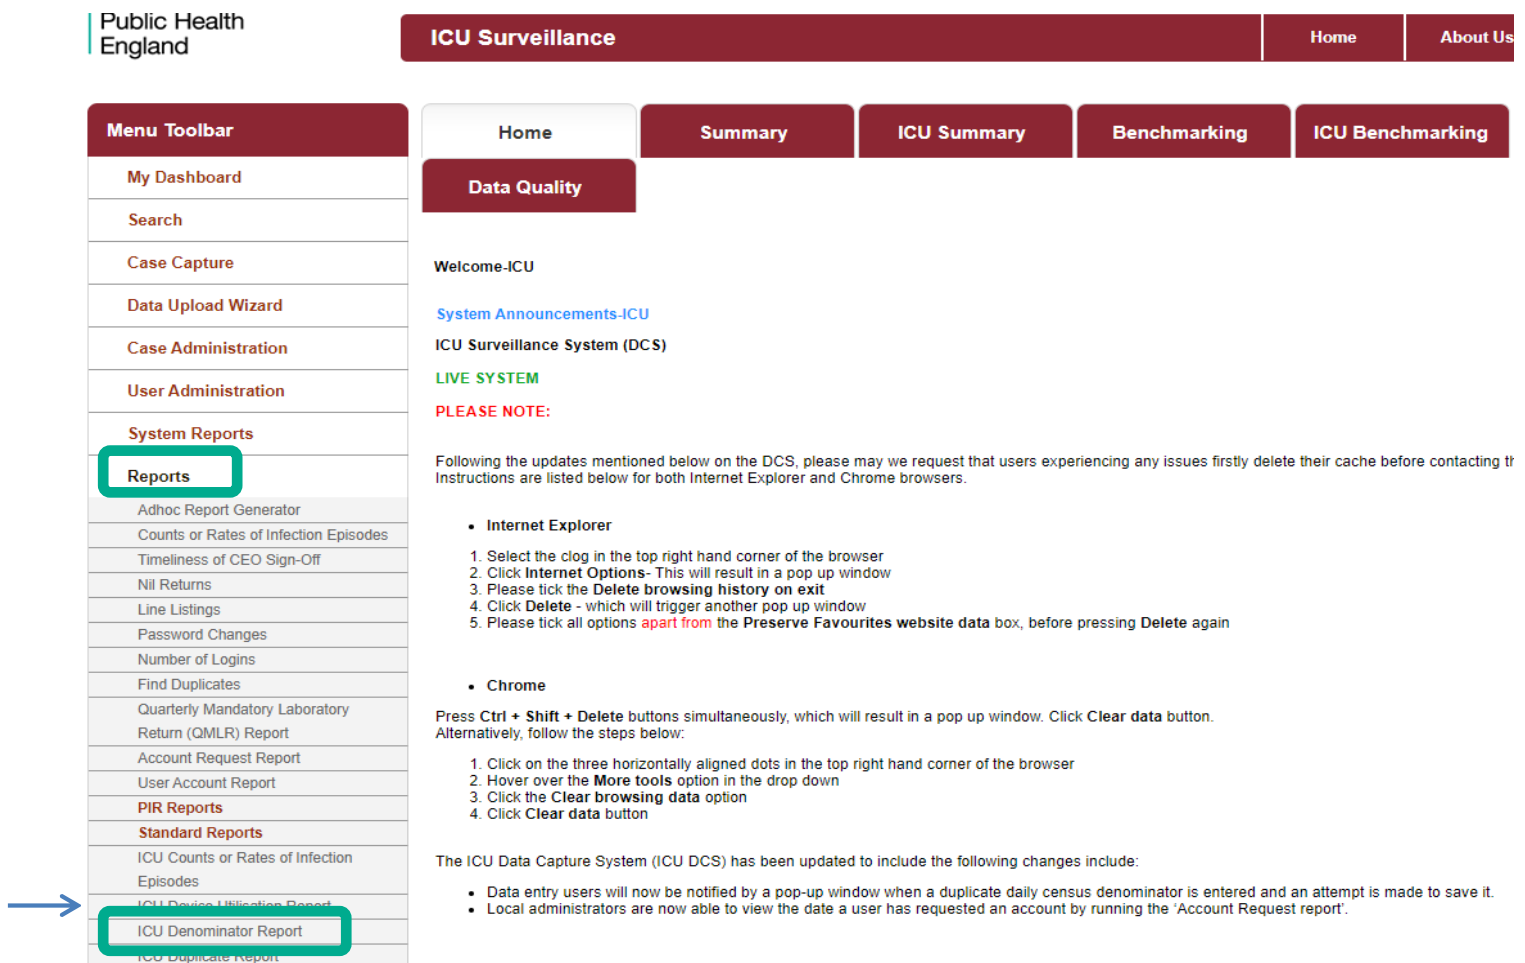 Public Health
England
ICU Surveillance
Home
About Us
Menu Toolbar
My Dashboard
Search
Case Capture
Data Upload Wizard
Case Administration
User Administration
System Reports
Reports
Adhoc Report Generator
Counts or Rates of Infection Episodes
Timeliness of CEO Sign-Off
Nil Returns
Line Listings
Password Changes
Number of Logins
Find Duplicates
Quarterly Mandatory Laboratory
Return (QMLR) Report
Account Request Report
User Account Report
PIR Reports
Standard Reports
ICU Counts or Rates of Infection
Episodes
ICU Device Utilisation Report
ICU Denominator Report
ICU Duplicate Report
Home
Summary
ICU Summary
Benchmarking
ICU Benchmarking
Data Quality
Welcome-ICU
System Announcements-ICU
ICU Surveillance System (DCS)
LIVE SYSTEM
PLEASE NOTE:
Following the updates mentioned below on the DCS, please may we request that users experiencing any issues firstly delete their cache before contacting th
Instructions are listed below for both Internet Explorer and Chrome browsers.
• Internet Explorer
1. Select the clog in the top right hand corner of the browser
2. Click Internet Options- This will result in a pop up window
3. Please tick the Delete browsing history on exit
4. Click Delete - which will trigger another pop up window
5. Please tick all options apart from the Preserve Favourites website data box, before pressing Delete again
• Chrome
Press Ctrl + Shift + Delete buttons simultaneously, which will result in a pop up window. Click Clear data button.
Alternatively, follow the steps below:
1. Click on the three horizontally aligned dots in the top right hand corner of the browser
2. Hover over the More tools option in the drop down
3. Click the Clear browsing data option
4. Click Clear data button
The ICU Data Capture System (ICU DCS) has been updated to include the following changes include:
• Data entry users will now be notified by a pop-up window when a duplicate daily census denominator is entered and an attempt is made to save it.
• Local administrators are now able to view the date a user has requested an account by running the 'Account Request report'.